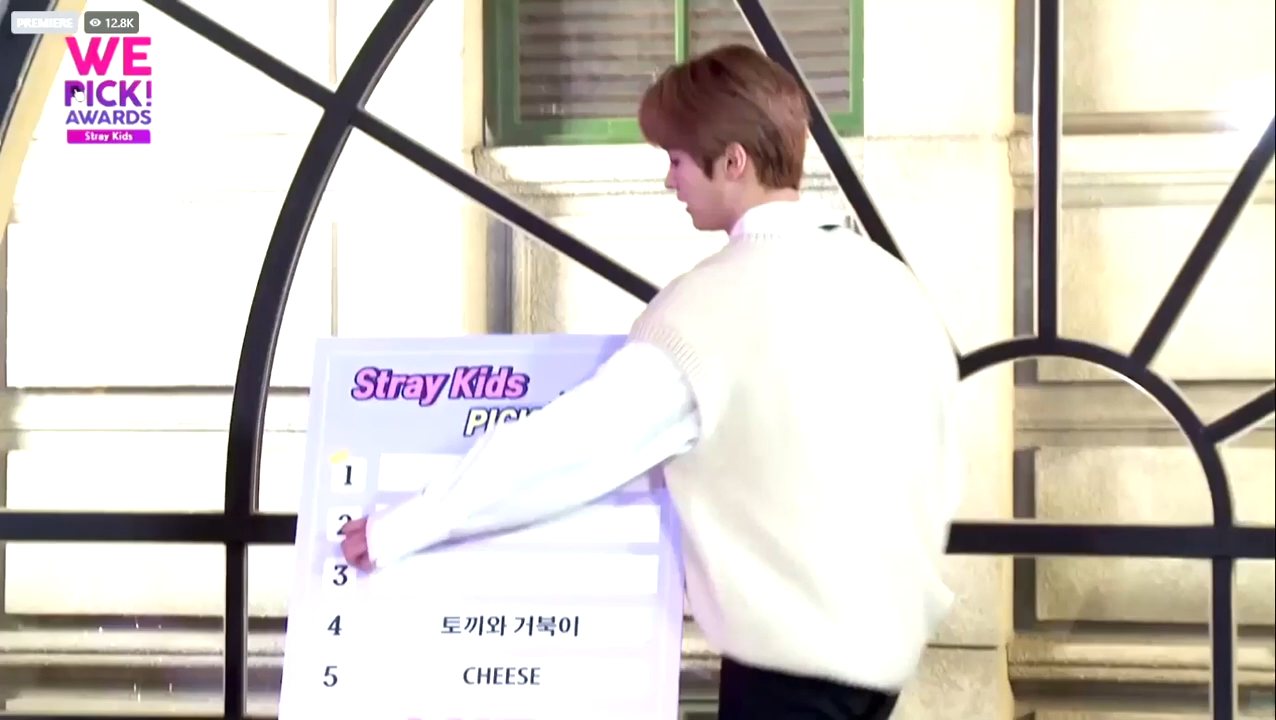 PREMIERE 12.8K
WE
PICK!
AWARDS
Stray Kids
Stray Kids
PICK
1
2
3
4 토끼와 거북이
5 CHEESE